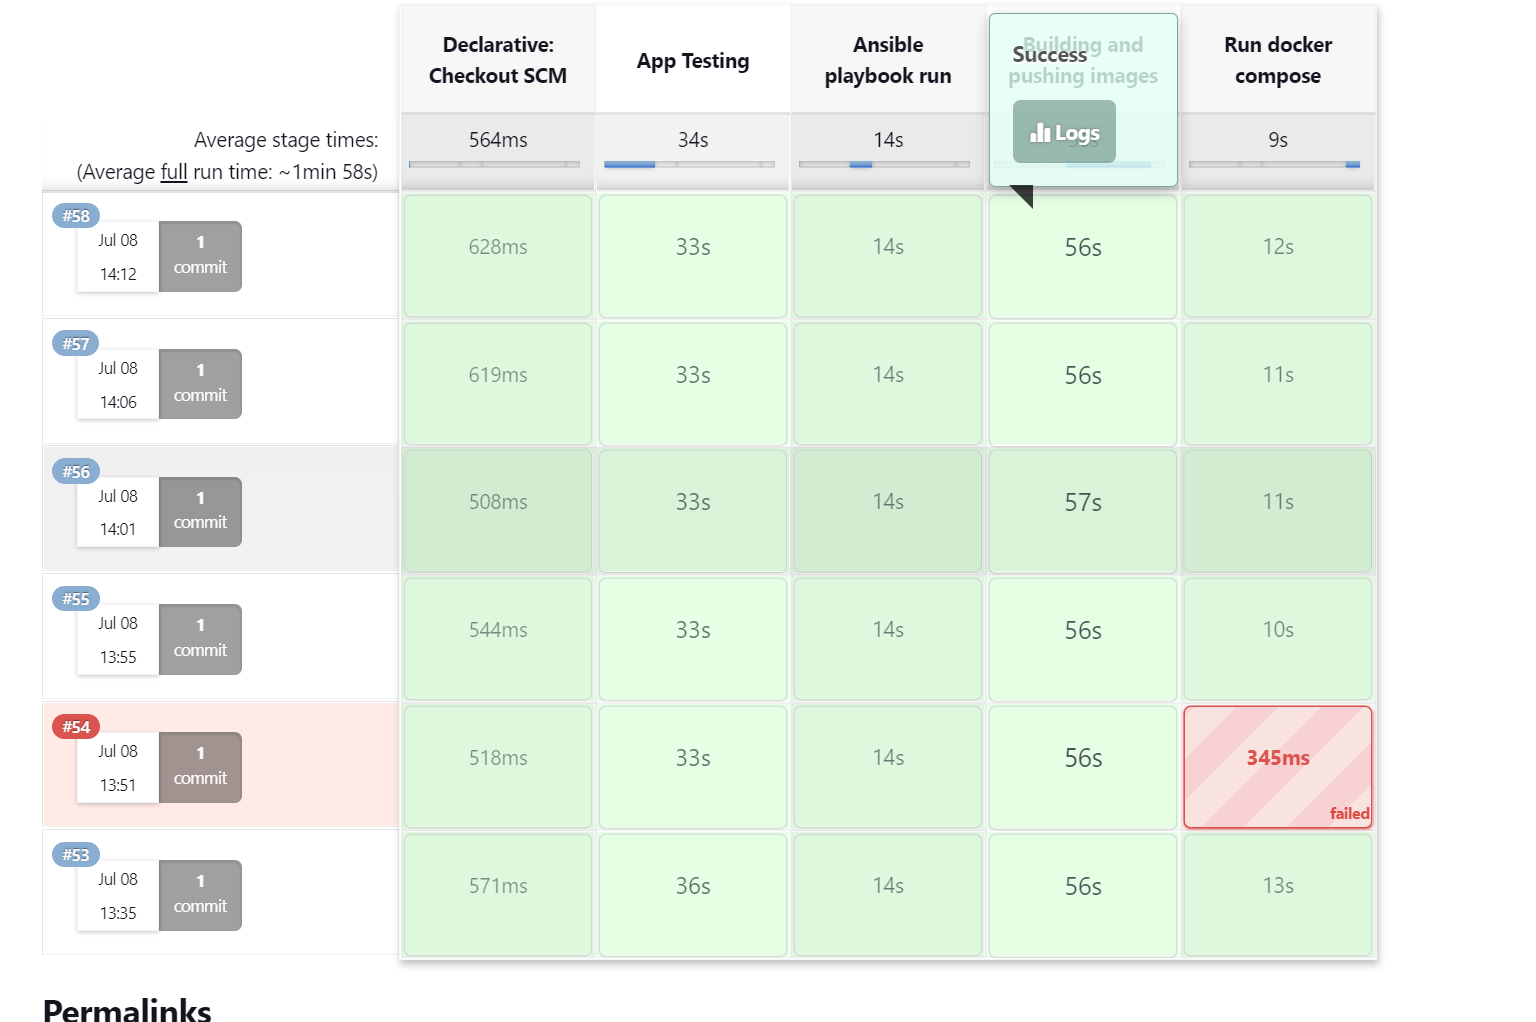 Declarative:
Checkout SCM
App Testing
Ansible
playbook run
Building and
pushing images
Success
Logs
Run docker
compose
Average stage times:
(Average full run time: ~1min 58s)
564ms
34s
14s
9s
#58
Jul 08
14:12
1
commit
628ms
33s
14s
56s
12s
#57
Jul 08
14:06
1
commit
619ms
33s
14s
56s
11s
#56
Jul 08
14:01
1
commit
508ms
33s
14s
57s
11s
#55
Jul 08
13:55
1
commit
544ms
33s
14s
56s
10s
#54
Jul 08
13:51
1
commit
518ms
33s
14s
56s
345ms
failed
#53
Jul 08
13:35
1
commit
571ms
36s
14s
56s
13s
Permalinks